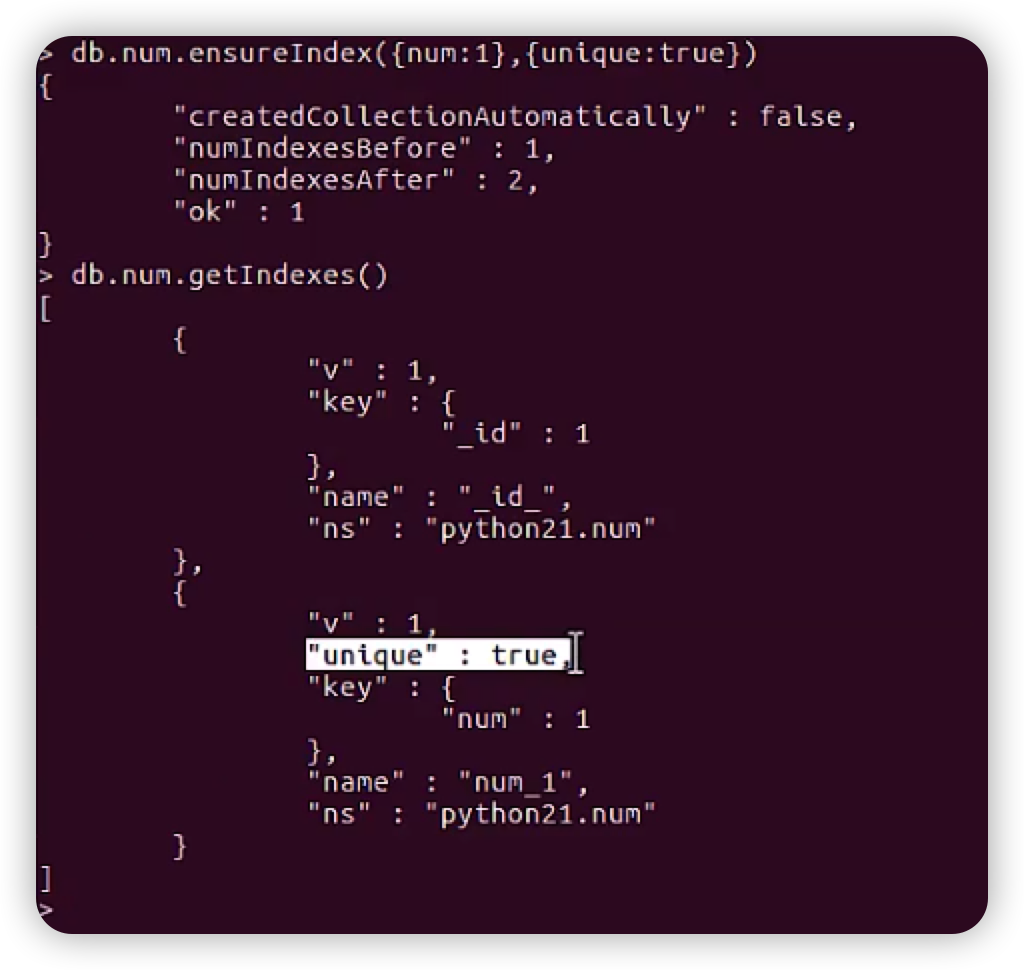 > db.num.ensureIndex({num:1},{unique:true})
{
        "createdCollectionAutomatically" : false,
        "numIndexesBefore" : 1,
        "numIndexesAfter" : 2,
        "ok" : 1
}
> db.num.getIndexes()
[
        {
                "v" : 1,
                "key" : {
                        "_id" : 1
                },
                "name" : "_id_",
                "ns" : "python21.num"
        },
        {
                "v" : 1,
                "unique" : true,
                "key" : {
                        "num" : 1
                },
                "name" : "num_1",
                "ns" : "python21.num"
        }
]
>